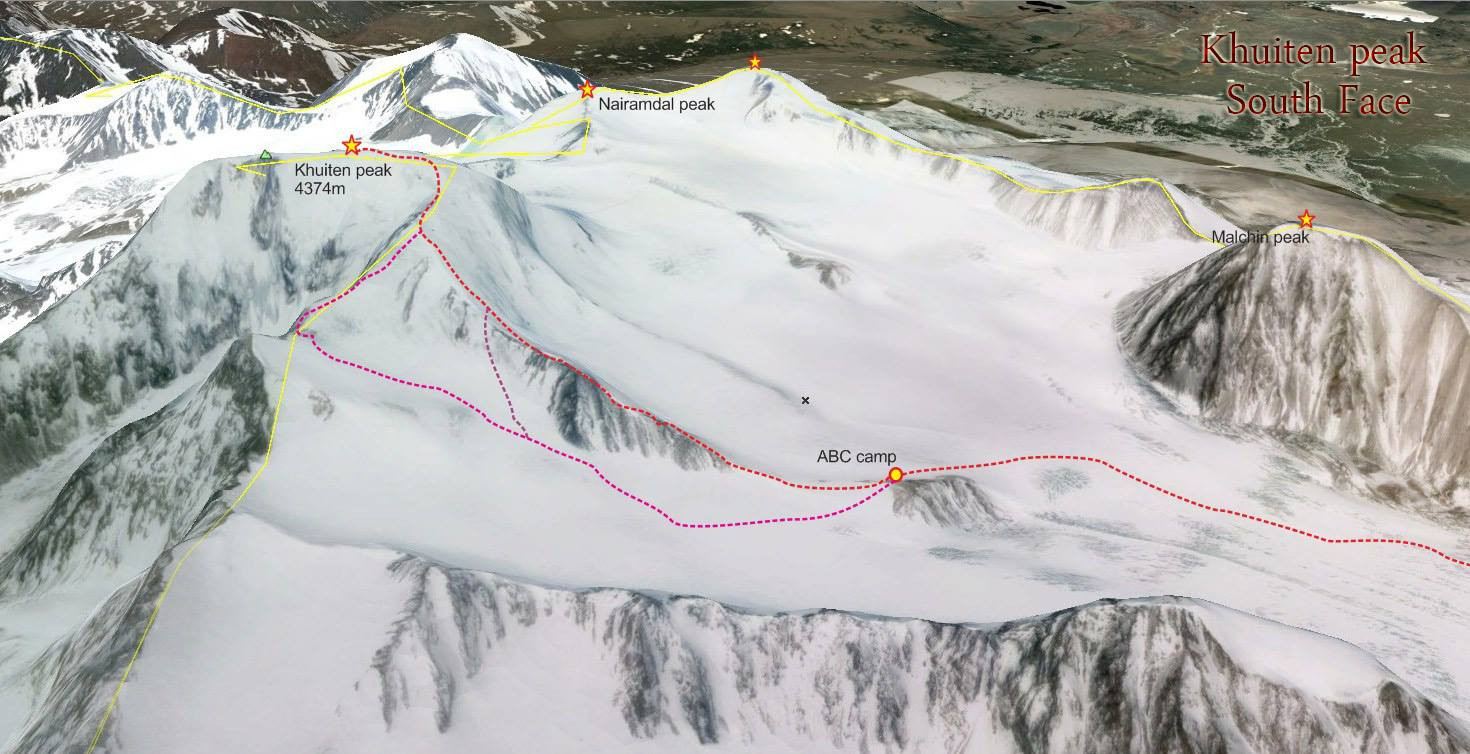 Khuiten peak
South Face
Nairamdal peak
Khuiten peak
4374m
Malchin peak
ABC camp